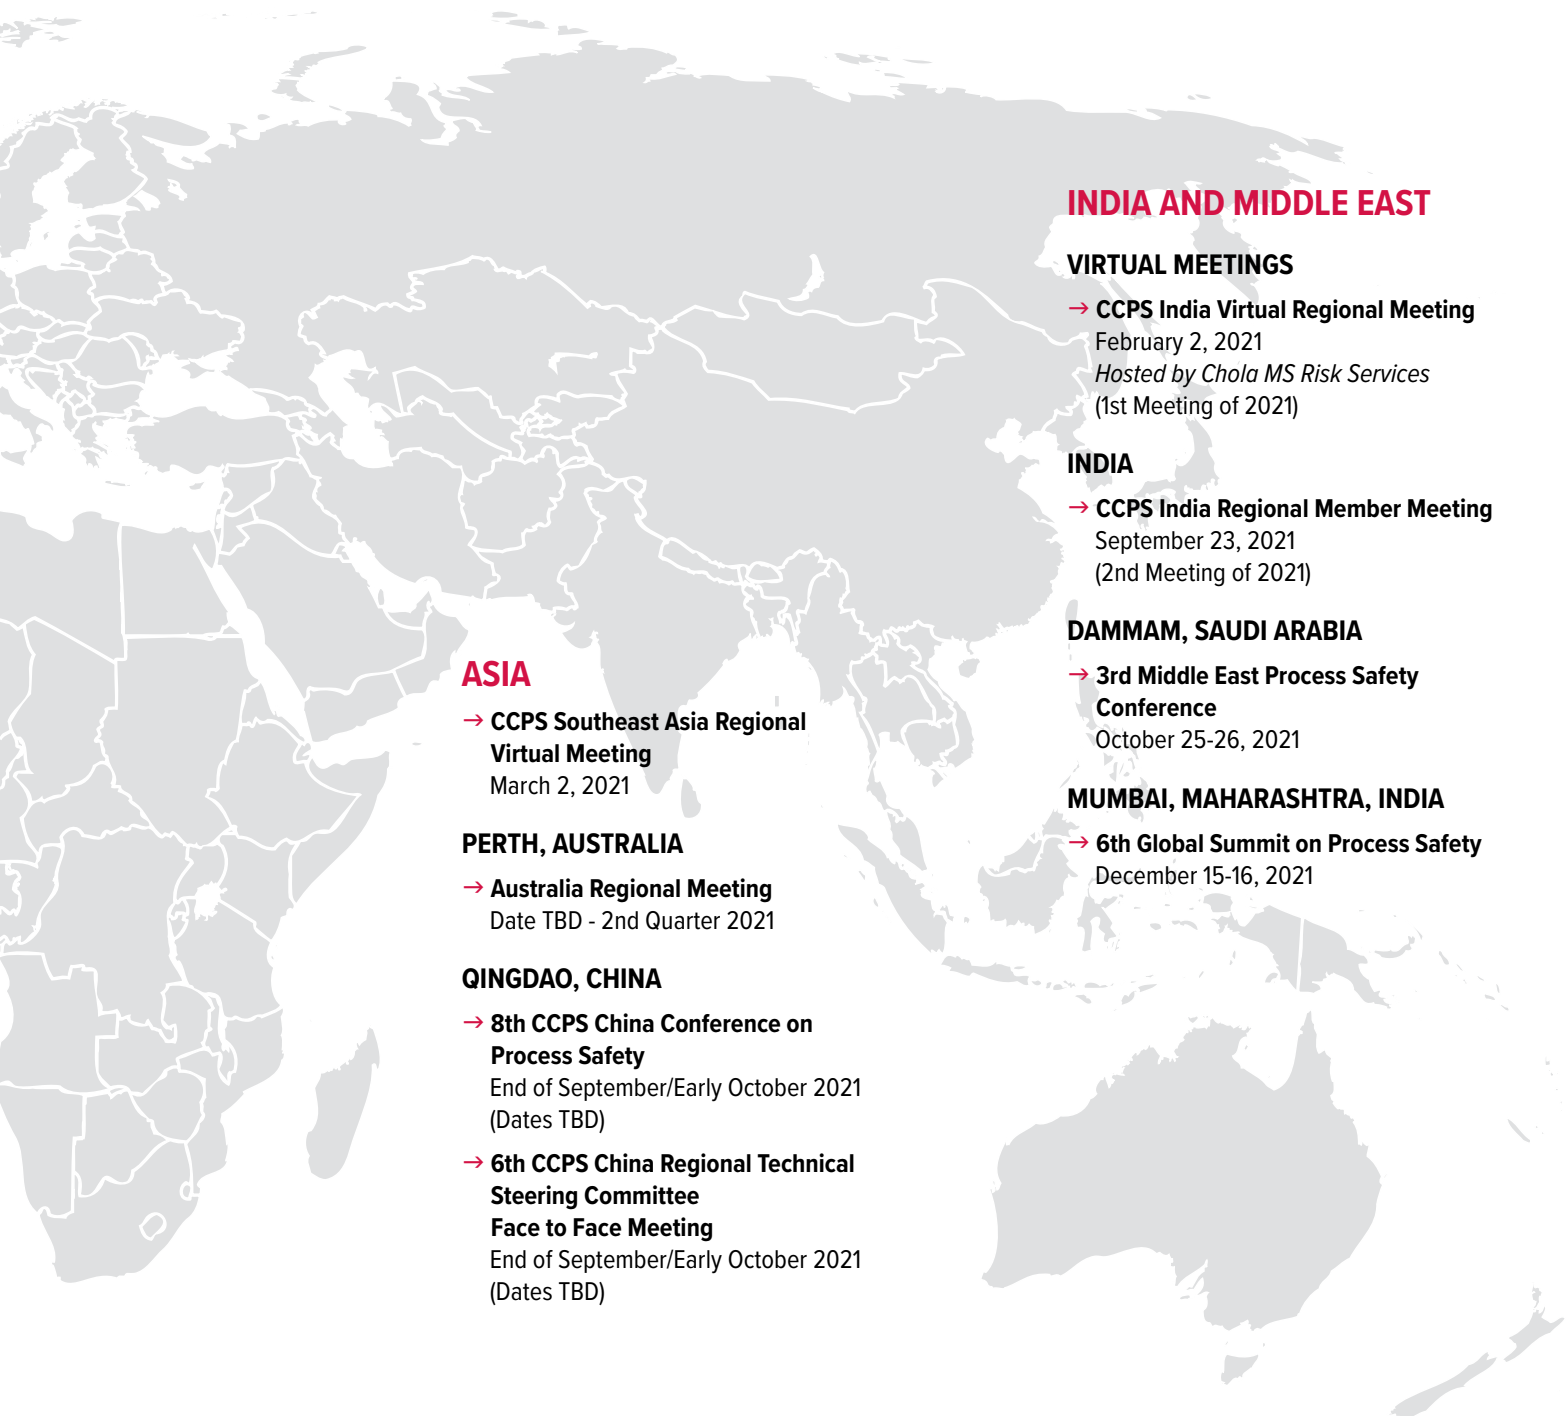 ASIA
→ CCPS Southeast Asia Regional
Virtual Meeting
March 2, 2021
PERTH, AUSTRALIA
→ Australia Regional Meeting
Date TBD - 2nd Quarter 2021
QINGDAO, CHINA
→ 8th CCPS China Conference on
Process Safety
End of September/Early October 2021
(Dates TBD)
→ 6th CCPS China Regional Technical
Steering Committee
Face to Face Meeting
End of September/Early October 2021
(Dates TBD)
INDIA AND MIDDLE EAST
VIRTUAL MEETINGS
→ CCPS India Virtual Regional Meeting
February 2, 2021
Hosted by Chola MS Risk Services
(1st Meeting of 2021)
INDIA
→ CCPS India Regional Member Meeting
September 23, 2021
(2nd Meeting of 2021)
DAMMAM, SAUDI ARABIA
→ 3rd Middle East Process Safety
Conference
October 25-26, 2021
MUMBAI, MAHARASHTRA, INDIA
→ 6th Global Summit on Process Safety
December 15-16, 2021